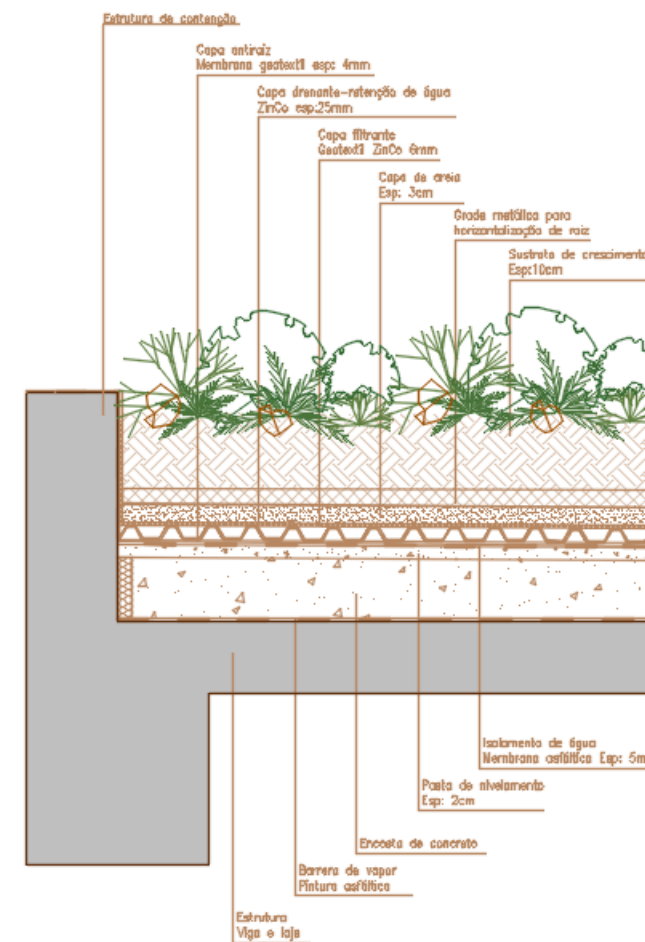 Estrutura de contenção
Capa antiraiz
Membrana geotextil esp: 4mm
Capa drenante-retenção de água
ZinCo esp:25mm
Capa filtrante
Geotextil ZinCo 6mm
Capa de areia
Esp: 3cm
Grade metálica para
horizontalização de raiz
Sustrato de crescimento
Esp:10cm
Isolamento de água
Membrana asfáltica Esp: 5m
Pasta de nivelamento
Esp: 2cm
Encosta de concreto
Barrera de vapor
Pintura asfáltica
Estrutura
Viga e laje